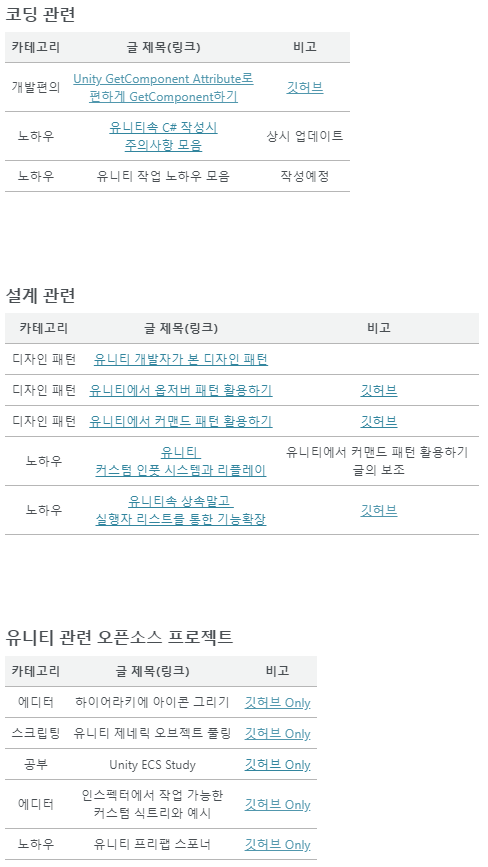 코딩 관련
카테고리 글 제목(링크) 비고
개발편의 Unity GetComponent Attribute로 깃허브
편하게 GetComponent하기
노하우 유니티속 C# 작성시 상시 업데이트
주의사항 모음
노하우 유니티 작업 노하우 모음 작성예정
설계 관련
카테고리 글 제목(링크) 비고
디자인 패턴 유니티 개발자가 본 디자인 패턴
디자인 패턴 유니티에서 옵저버 패턴 활용하기 깃허브
디자인 패턴 유니티에서 커맨드 패턴 활용하기 깃허브
노하우 유니티 유니티에서 커맨드 패턴 활용하기
커스텀 인풋 시스템과 리플레이 글의 보조
노하우 유니티속 상속말고 깃허브
실행자 리스트를 통한 기능확장
유니티 관련 오픈소스 프로젝트
카테고리 글 제목(링크) 비고
에디터 하이어라키에 아이콘 그리기 깃허브 Only
스크립팅 유니티 제네릭 오브젝트 풀링 깃허브 Only
공부 Unity ECS Study 깃허브 Only
에디터 인스펙터에서 작업 가능한 깃허브 Only
커스텀 식트리와 예시
노하우 유니티 프리팹 스포너 깃허브 Only